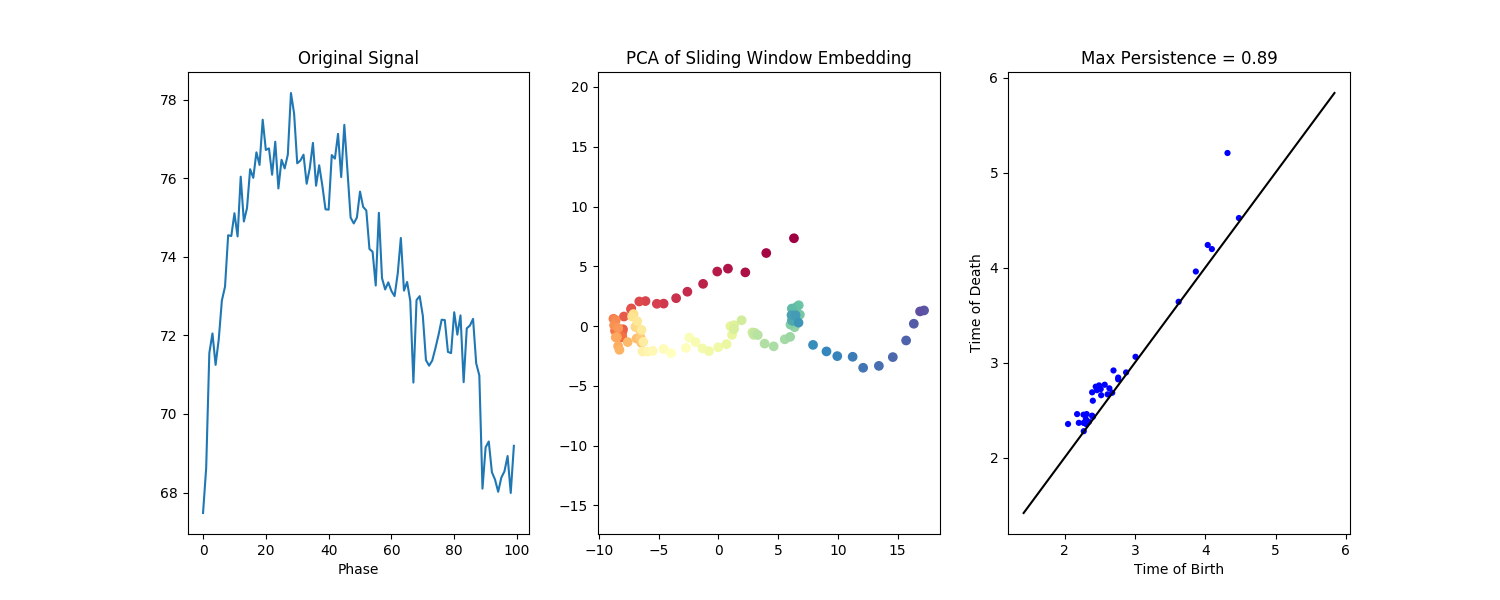 Original Signal
78
76
74
72
70
68
0 20 40 60 80 100
Phase
PCA of Sliding Window Embedding
20
15
10
5
0
−5
−10
−15
−10 −5 0 5 10 15
Max Persistence = 0.89
Time of Death
6
5
4
3
2
2 3 4 5 6
Time of Birth